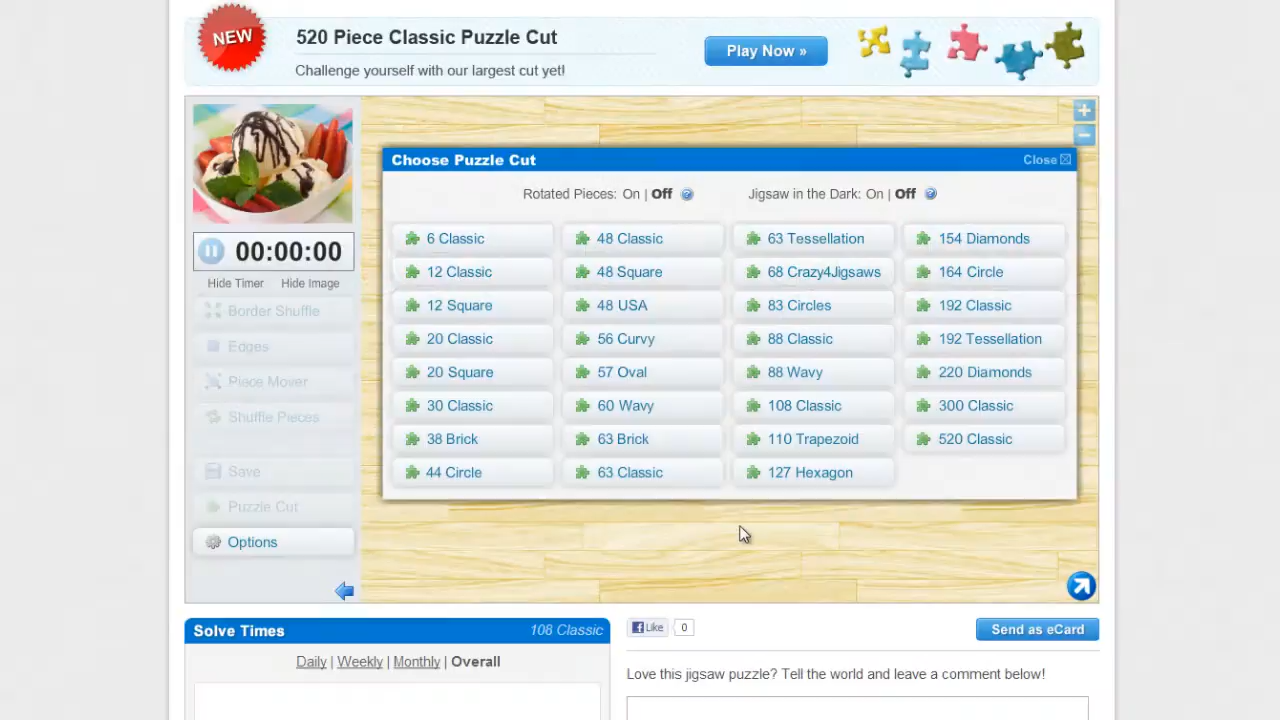 NEW
520 Piece Classic Puzzle Cut
Challenge yourself with our largest cut yet!
Play Now »
Choose Puzzle Cut
Close
Rotated Pieces: On | Off
Jigsaw in the Dark: On | Off
6 Classic
48 Classic
63 Tessellation
154 Diamonds
12 Classic
48 Square
68 Crazy4Jigsaws
164 Circle
12 Square
48 USA
83 Circles
192 Classic
20 Classic
56 Curvy
88 Classic
192 Tessellation
20 Square
57 Oval
88 Wavy
220 Diamonds
30 Classic
60 Wavy
108 Classic
300 Classic
38 Brick
63 Brick
110 Trapezoid
520 Classic
44 Circle
63 Classic
127 Hexagon
00:00:00
Hide Timer Hide Image
Border Shuffle
Edges
Piece Mover
Shuffle Pieces
Save
Puzzle Cut
Options
Solve Times
108 Classic
Daily | Weekly | Monthly | Overall
Like 0
Send as eCard
Love this jigsaw puzzle? Tell the world and leave a comment below!